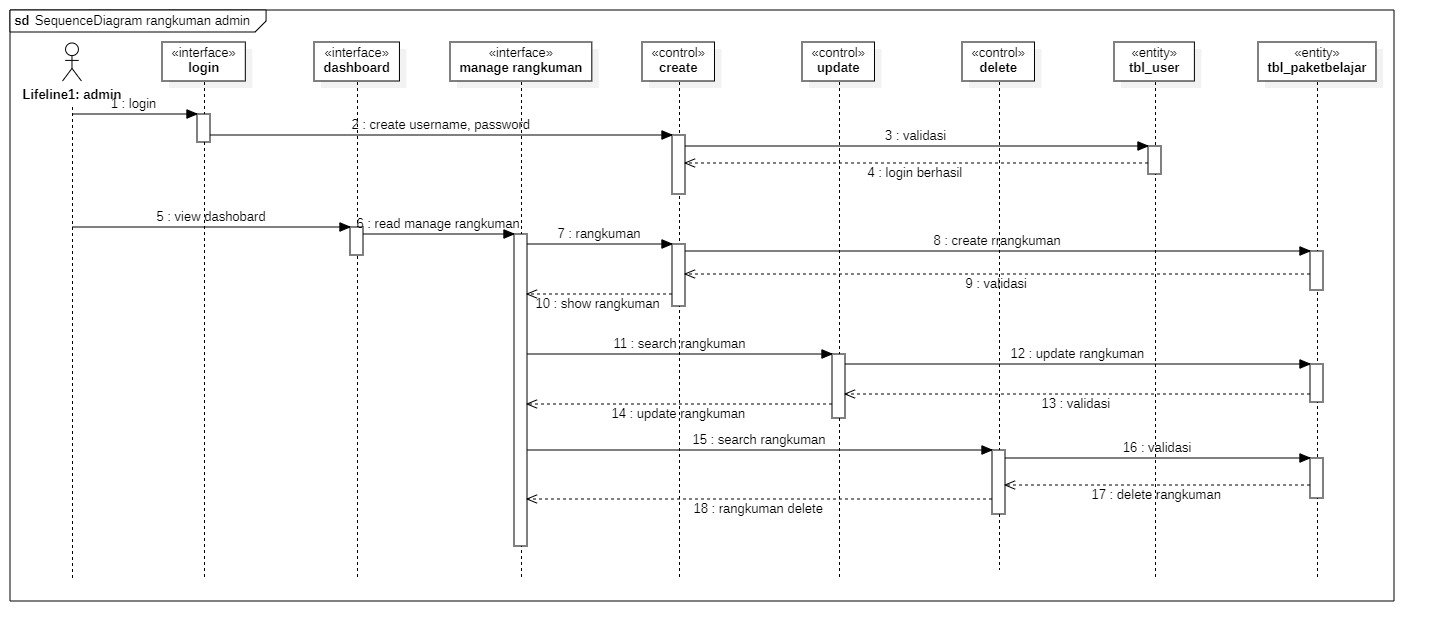 sd SequenceDiagram rangkuman admin
«interface»
login
«interface»
dashboard
«interface»
manage rangkuman
«control»
create
«control»
update
«control»
delete
«entity»
tbl_user
«entity»
tbl_paketbelajar
Lifeline1: admin
1 : login
2 : create username, password
3 : validasi
4 : login berhasil
5 : view dashobard
6 : read manage rangkuman
7 : rangkuman
8 : create rrangkuman
9 : validasi
10 : show rangkuman
11 : search rangkuman
12 : update rangkuman
13 : validasi
14 : update rangkuman
15 : search rangkuman
16 : validasi
17 : delete rangkuman
18 : rangkuman delete